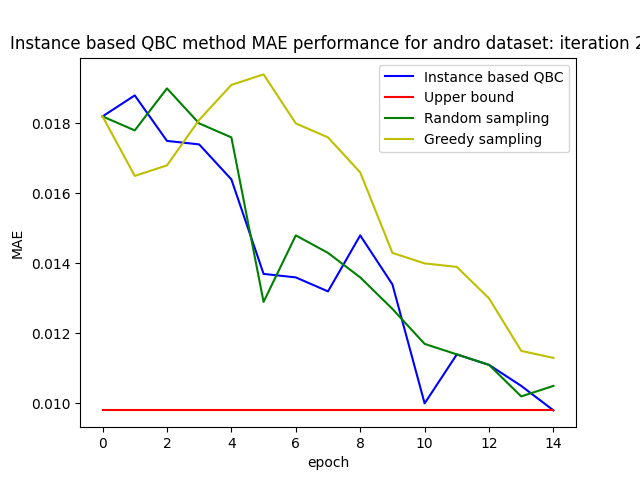 Instance based QBC method MAE performance for andro dataset: iteration 2
Instance based QBC
Upper bound
Random sampling
Greedy sampling
MAE
0.018
0.016
0.014
0.012
0.010
0 2 4 6 8 10 12 14
epoch